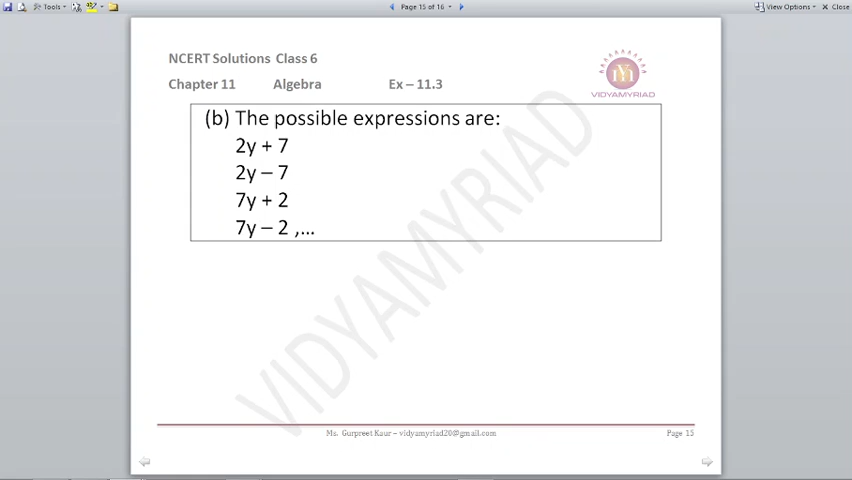 Tools
Page 15 of 16
View Options
Close
NCERT Solutions Class 6
Chapter 11 Algebra Ex – 11.3
VIDYAMYRIAD
(b) The possible expressions are:
2y + 7
2y – 7
7y + 2
7y – 2 ,...
VIDYAMYRIAD
Ms. Gurpreet Kaur – vidyamyriad20@gmail.com
Page 15